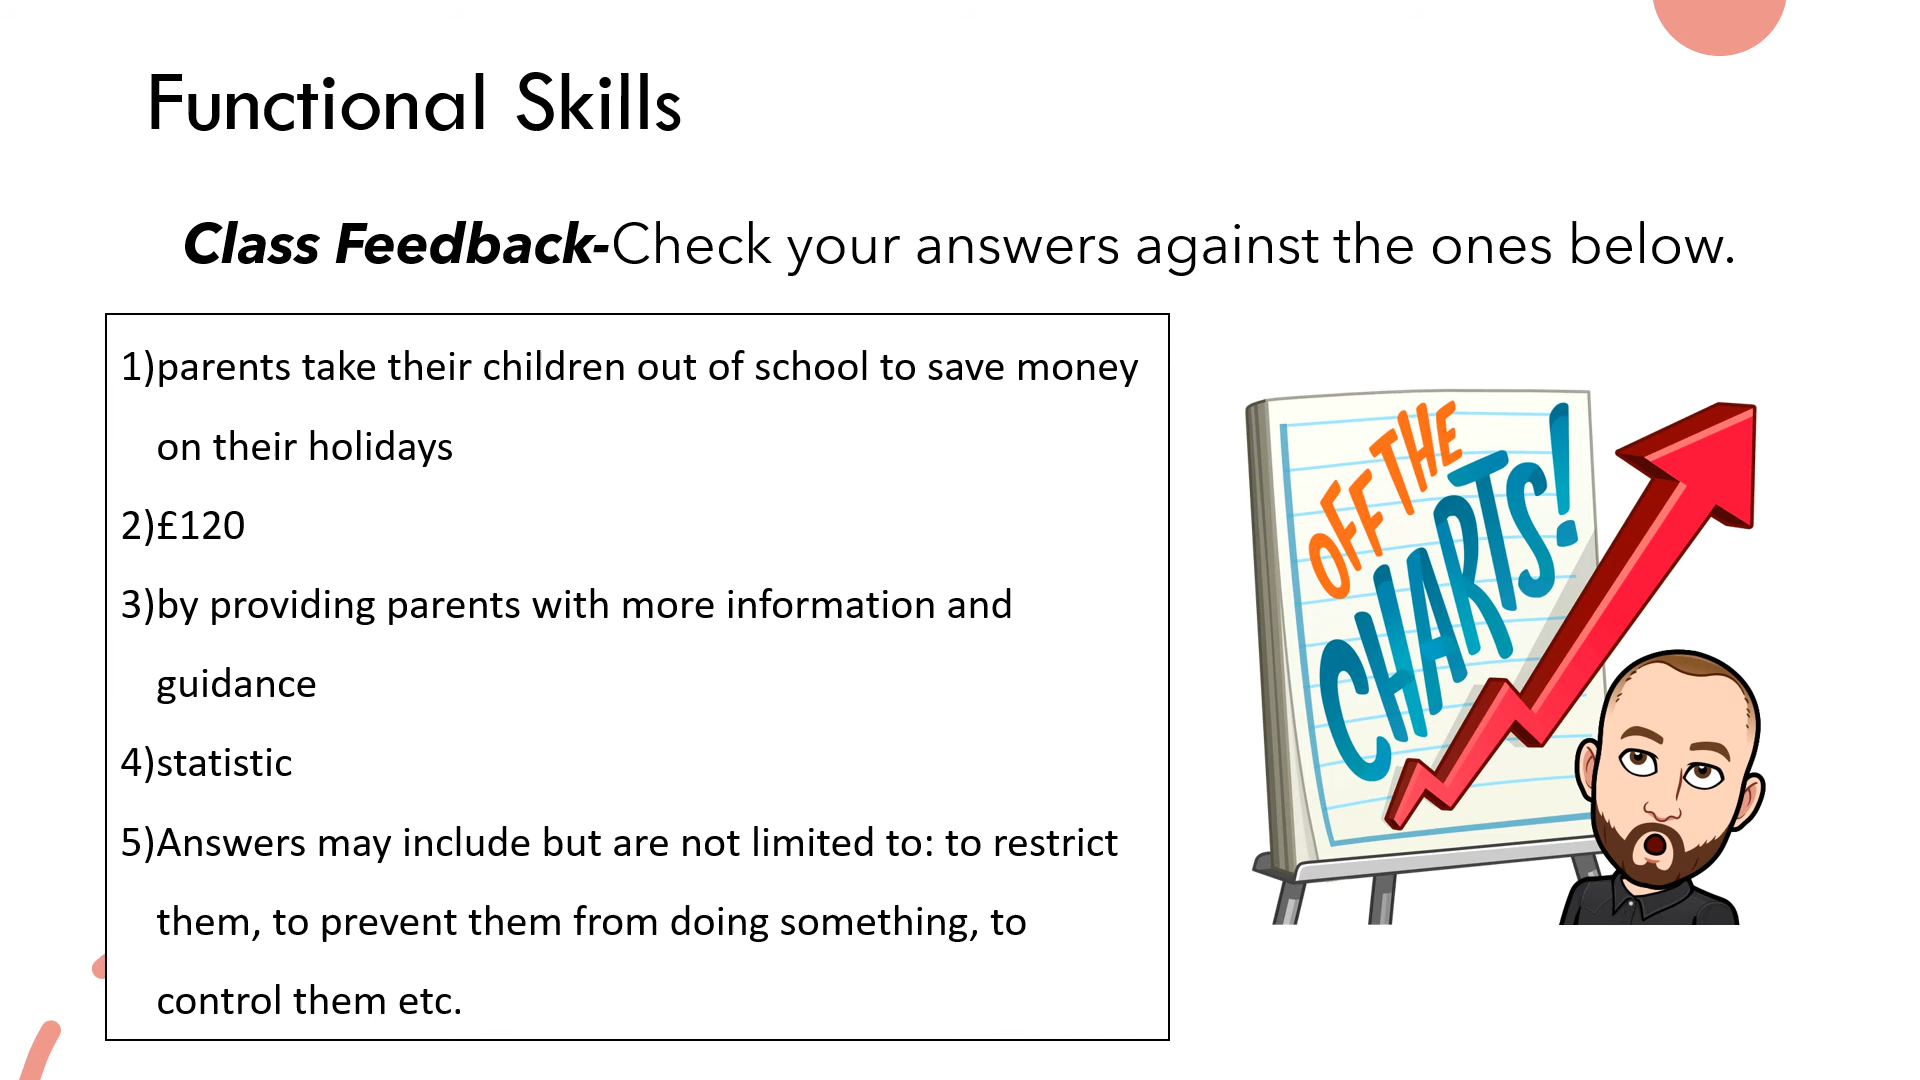 Functional Skills
Class Feedback-Check your answers against the ones below.
1)parents take their children out of school to save money
on their holidays
2)£120
3)by providing parents with more information and
guidance
4)statistic
5)Answers may include but are not limited to: to restrict
them, to prevent them from doing something, to
control them etc.
OFF THE
CHARTS!